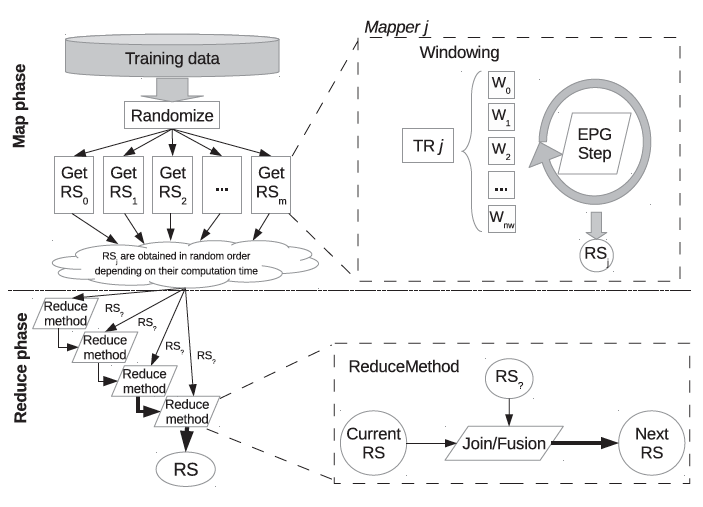 Map phase
Training data
Randomize
Get
RS0
Get
RS1
Get
RS2
...
Get
RSm
RSj are obtained in random order
depending on their computation time
Mapper j
Windowing
TR j
W0
W1
W2
...
Wnw
EPG
Step
RSj
Reduce phase
Reduce
method
RS?
Reduce
method
RS?
Reduce
method
RS?
Reduce
method
RS?
RS
ReduceMethod
RS?
Current
RS
Join/Fusion
Next
RS